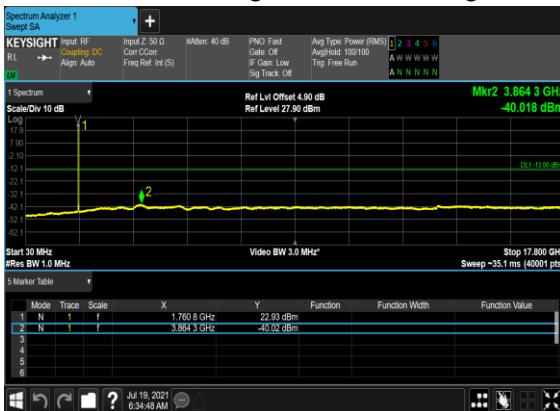 Spectrum Analyzer 1
Swept SA
+
KEYSIGHT Input: RF Input Z: 50 Ω #Atten: 40 dB PNO: Fast Avg Type: Power (RMS) 1 2 3 4 5 6
RL Coupling: DC Corr CCorr Gate: Off Avg|Hold: 100/100 A W W W W W
Align: Auto Freq Ref: Int (S) IF Gain: Low Trig: Free Run
Sig Track: Off A N N N N N
1 Spectrum Ref Lvl Offset 4.90 dB Mkr2 3.864 3 GHz
Scale/Div 10 dB Ref Level 27.90 dBm -40.018 dBm
Log
17.9
7.90
-2.10
-12.1
-22.1
-32.1
-42.1
-52.1
-62.1
1
2
DL1 -13.00 dBm
Start 30 MHz Video BW 3.0 MHz* Stop 17.800 GHz
#Res BW 1.0 MHz Sweep ~35.1 ms (40001 pts)
5 Marker Table
Mode Trace Scale X Y Function Function Width Function Value
1 N 1 f 1.760 8 GHz 22.93 dBm
2 N 1 f 3.864 3 GHz -40.02 dBm
3
4
5
6
? Jul 19, 2021
6:34:48 AM